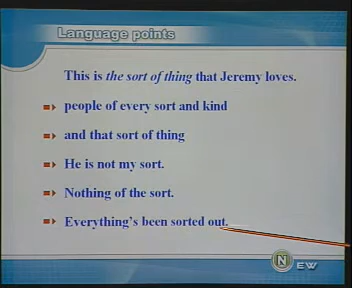 Language points
This is the sort of thing that Jeremy loves.
people of every sort and kind
and that sort of thing
He is not my sort.
Nothing of the sort.
Everything's been sorted out.
N EW